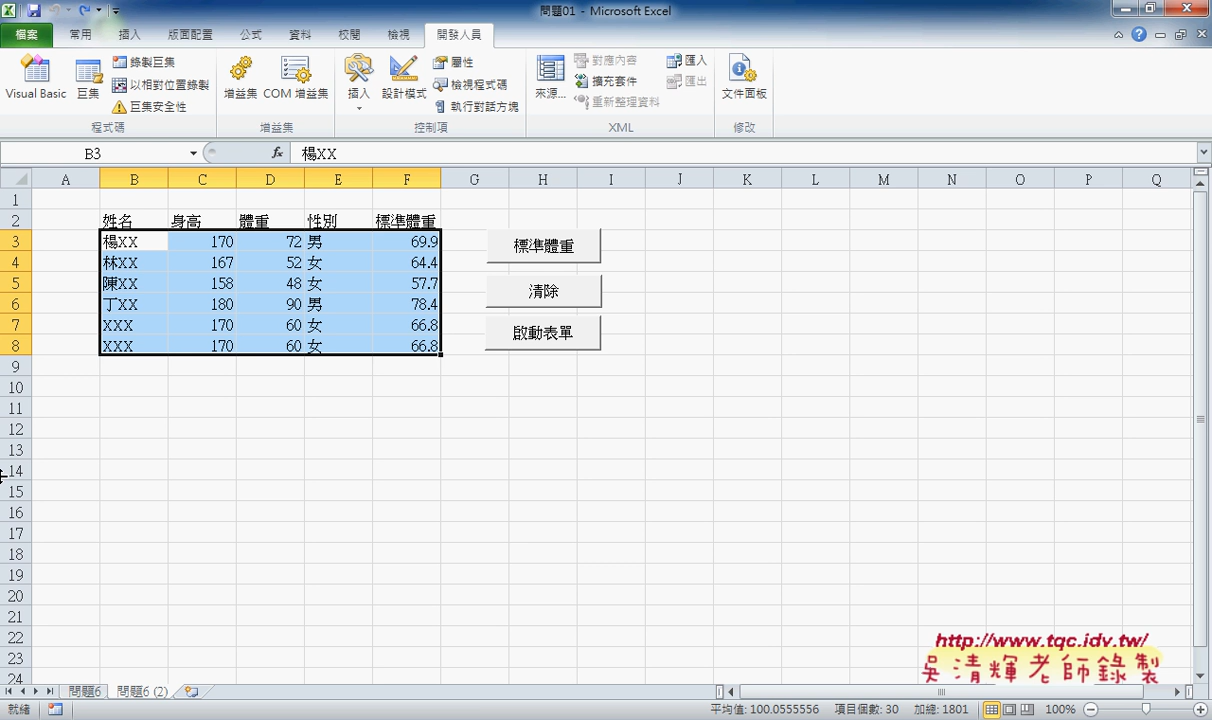 問題01 - Microsoft Excel
檔案 常用 插入 版面配置 公式 資料 校閱 檢視 開發人員
Visual Basic 巨集 錄製巨集 以相對位置錄製 巨集安全性 程式碼
增益集 COM 增益集 增益集
插入 設計模式 屬性 檢視程式碼 執行對話方塊 控制項
來源... 對應內容 擴充套件 重新整理資料 匯入 匯出 XML
文件面板 修改
B3 fx 楊XX
A B C D E F G H I J K L M N O P Q
1
2 姓名 身高 體重 性別 標準體重
3 楊XX 170 72 男 69.9 標準體重
4 林XX 167 52 女 64.4
5 陳XX 158 48 女 57.7 清除
6 丁XX 180 90 男 78.4
7 XXX 170 60 女 66.8 啟動表單
8 XXX 170 60 女 66.8
9
10
11
12
13
14
15
16
17
18
19
20
21
22
23
24
http://www.tqc.idv.tw/
吳清輝老師錄製
問題6 問題6 (2)
就緒 平均值: 100.0555556 項目個數: 30 加總: 1801 100%